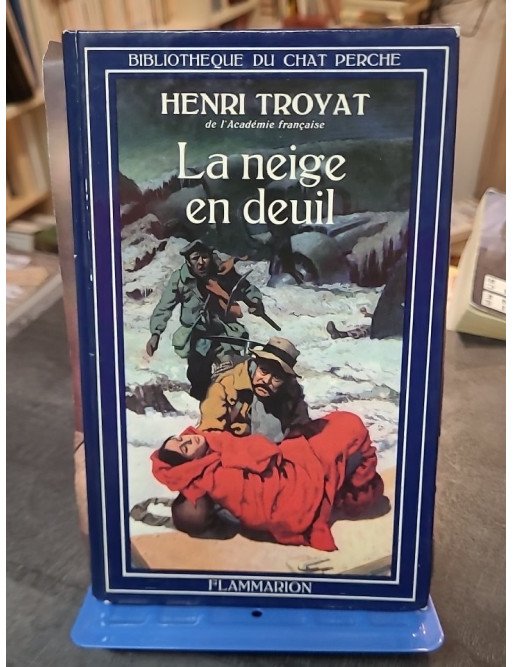 BIBLIOTHEQUE DU CHAT PERCHE
HENRI TROYAT
de l'Académie française
La neige
en deuil
FLAMMARION